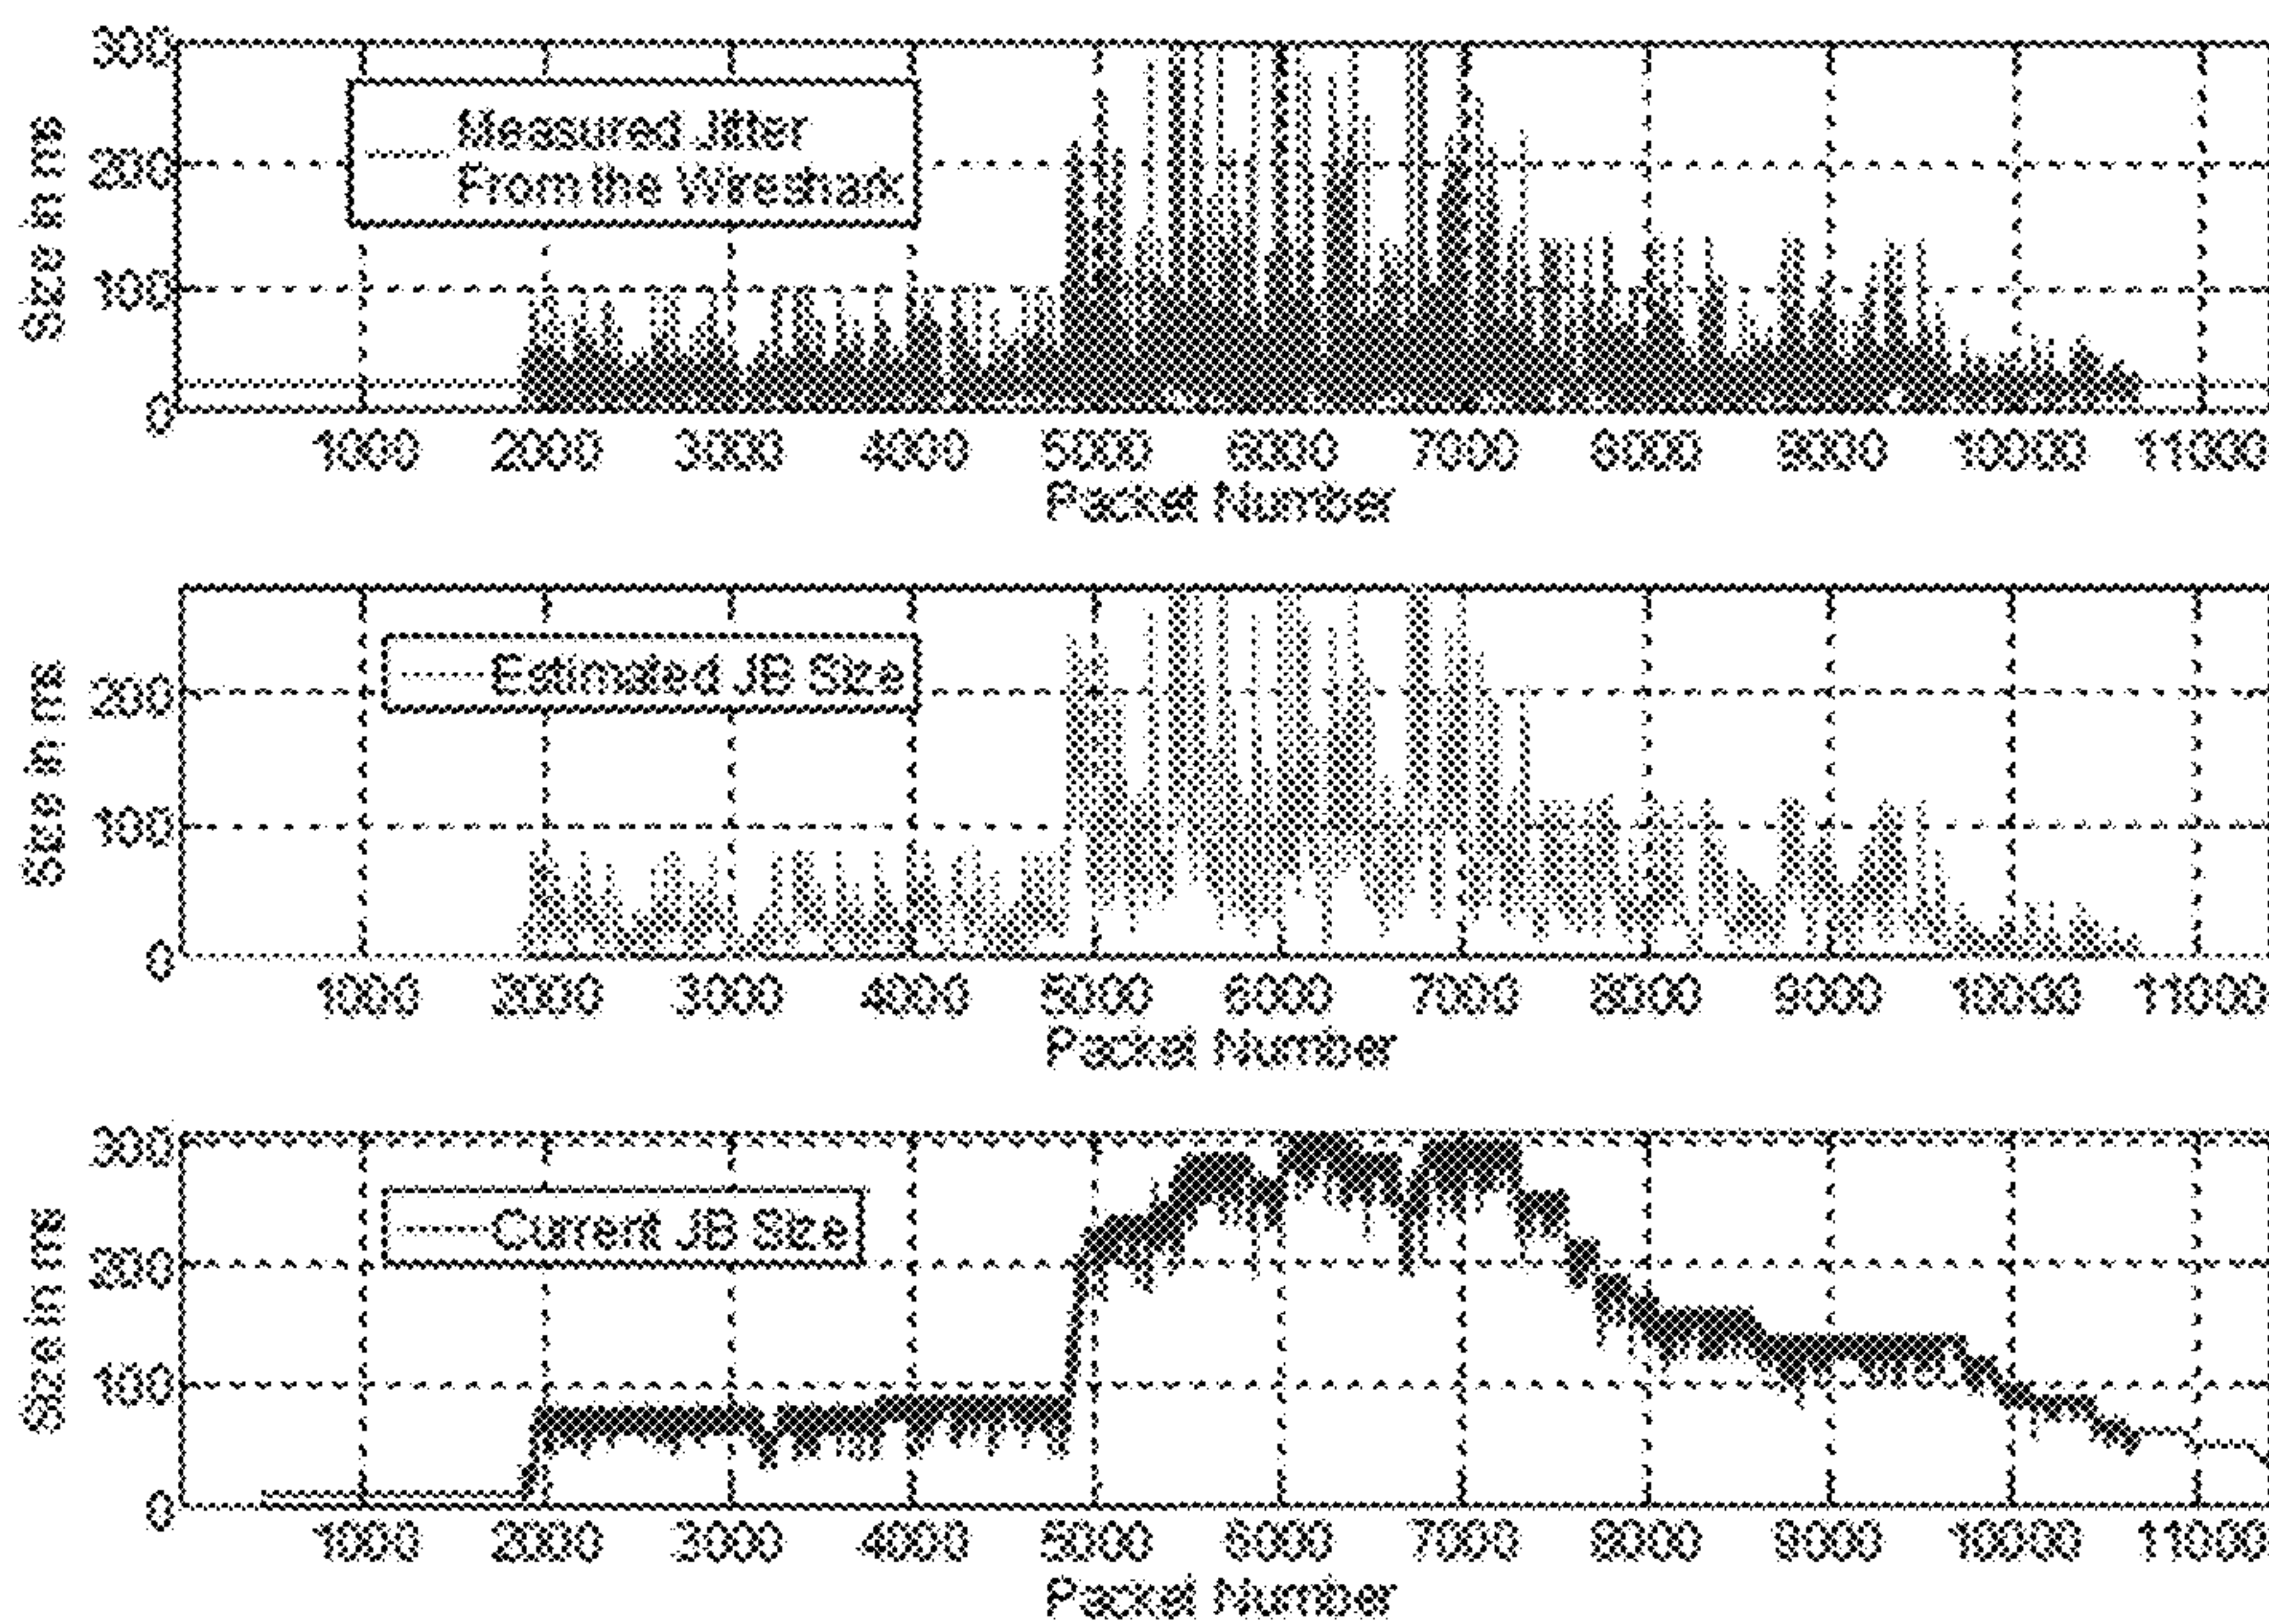 300
200
100
0
Size in ms
Measured Jitter
From the Wireshark
1000 2000 3000 4000 5000 6000 7000 8000 9000 10000 11000
Packet Number
200
100
0
Size in ms
Estimated JB Size
1000 2000 3000 4000 5000 6000 7000 8000 9000 10000 11000
Packet Number
300
200
100
0
Size in ms
Current JB Size
1000 2000 3000 4000 5000 6000 7000 8000 9000 10000 11000
Packet Number